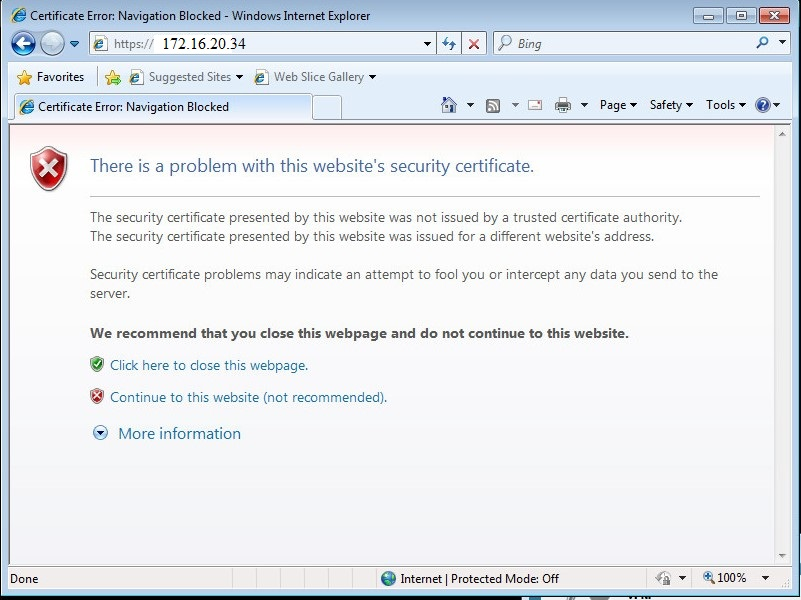 Certificate Error: Navigation Blocked - Windows Internet Explorer
https:// 172.16.20.34
Bing
Favorites
Suggested Sites
Web Slice Gallery
Certificate Error: Navigation Blocked
Page
Safety
Tools
There is a problem with this website's security certificate.
The security certificate presented by this website was not issued by a trusted certificate authority.
The security certificate presented by this website was issued for a different website's address.
Security certificate problems may indicate an attempt to fool you or intercept any data you send to the
server.
We recommend that you close this webpage and do not continue to this website.
Click here to close this webpage.
Continue to this website (not recommended).
More information
Done
Internet | Protected Mode: Off
100%